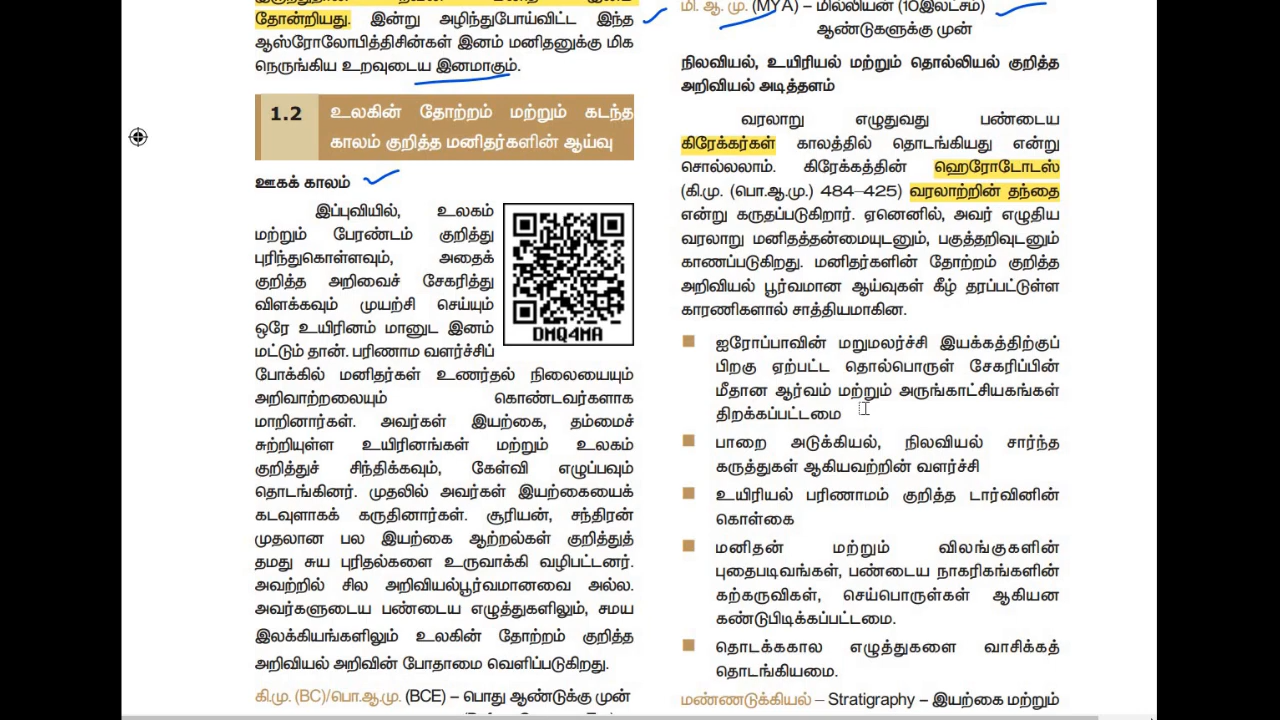 தோன்றியது. இன்று அழிந்துபோய்விட்ட இந்த
ஆஸ்ரோலோபித்திசின்கள் இனம் மனிதனுக்கு மிக
நெருங்கிய உறவுடைய இனமாகும்.
1.2 உலகின் தோற்றம் மற்றும் கடந்த
காலம் குறித்த மனிதர்களின் ஆய்வு
ஊகக் காலம்
இப்புவியில், உலகம்
மற்றும் பேரண்டம் குறித்து
புரிந்துகொள்ளவும், அதைக்
குறித்த அறிவைச் சேகரித்து
விளக்கவும் முயற்சி செய்யும்
ஒரே உயிரினம் மானுட இனம்
மட்டும் தான். பரிணாம வளர்ச்சிப்
DMQ4MA
போக்கில் மனிதர்கள் உணர்தல் நிலையையும்
அறிவாற்றலையும் கொண்டவர்களாக
மாறினார்கள். அவர்கள் இயற்கை, தம்மைச்
சுற்றியுள்ள உயிரினங்கள் மற்றும் உலகம்
குறித்துச் சிந்திக்கவும், கேள்வி எழுப்பவும்
தொடங்கினர். முதலில் அவர்கள் இயற்கையைக்
கடவுளாகக் கருதினார்கள். சூரியன், சந்திரன்
முதலான பல இயற்கை ஆற்றல்கள் குறித்துத்
தமது சுய புரிதல்களை உருவாக்கி வழிபட்டனர்.
அவற்றில் சில அறிவியல்பூர்வமானவை அல்ல.
அவர்களுடைய பண்டைய எழுத்துகளிலும், சமய
இலக்கியங்களிலும் உலகின் தோற்றம் குறித்த
அறிவியல் அறிவின் போதாமை வெளிப்படுகிறது.
கி.மு. (BC)/பொ.ஆ.மு. (BCE) – பொது ஆண்டுக்கு முன்
மி. ஆ. மு. (MYA) – மில்லியன் (10இலட்சம்)
ஆண்டுகளுக்கு முன்
நிலவியல், உயிரியல் மற்றும் தொல்லியல் குறித்த
அறிவியல் அடித்தளம்
வரலாறு எழுதுவது பண்டைய
கிரேக்கர்கள் காலத்தில் தொடங்கியது என்று
சொல்லலாம். கிரேக்கத்தின் ஹெரோடோடஸ்
(கி.மு. (பொ.ஆ.மு.) 484–425) வரலாற்றின் தந்தை
என்று கருதப்படுகிறார். ஏனெனில், அவர் எழுதிய
வரலாறு மனிதத்தன்மையுடனும், பகுத்தறிவுடனும்
காணப்படுகிறது. மனிதர்களின் தோற்றம் குறித்த
அறிவியல் பூர்வமான ஆய்வுகள் கீழ் தரப்பட்டுள்ள
காரணிகளால் சாத்தியமாகின.
ஐரோப்பாவின் மறுமலர்ச்சி இயக்கத்திற்குப்
பிறகு ஏற்பட்ட தொல்பொருள் சேகரிப்பின்
மீதான ஆர்வம் மற்றும் அருங்காட்சியகங்கள்
திறக்கப்பட்டமை
பாறை அடுக்கியல், நிலவியல் சார்ந்த
கருத்துகள் ஆகியவற்றின் வளர்ச்சி
உயிரியல் பரிணாமம் குறித்த டார்வினின்
கொள்கை
மனிதன் மற்றும் விலங்குகளின்
புதைபடிவங்கள், பண்டைய நாகரிகங்களின்
கற்கருவிகள், செய்பொருள்கள் ஆகியன
கண்டுபிடிக்கப்பட்டமை.
தொடக்ககால எழுத்துகளை வாசிக்கத்
தொடங்கியமை.
மண்ணடுக்கியல் – Stratigraphy – இயற்கை மற்றும்